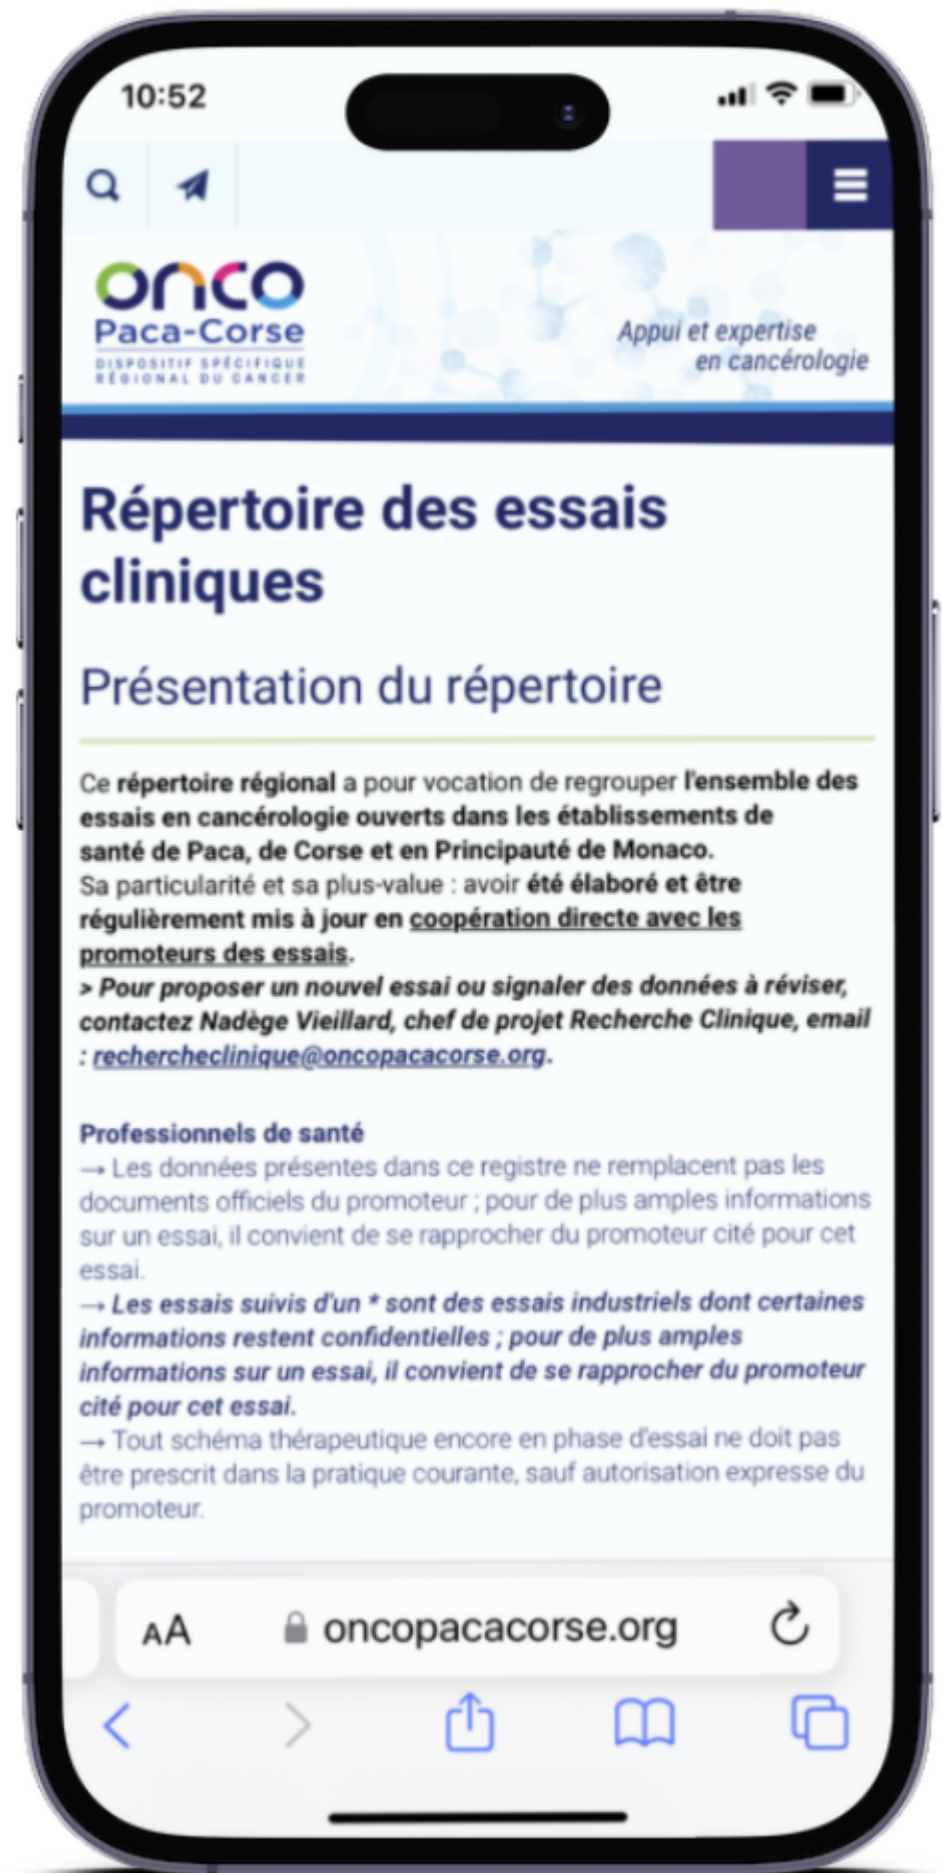 10:52
onco
Paca-Corse
DISPOSITIF SPÉCIFIQUE
RÉGIONAL DU CANCER
Appui et expertise
en cancérologie
Répertoire des essais
cliniques
Présentation du répertoire
Ce répertoire régional a pour vocation de regrouper l'ensemble des
essais en cancérologie ouverts dans les établissements de
santé de Paca, de Corse et en Principauté de Monaco.
Sa particularité et sa plus-value : avoir été élaboré et être
régulièrement mis à jour en coopération directe avec les
promoteurs des essais.
> Pour proposer un nouvel essai ou signaler des données à réviser,
contactez Nadège Vieillard, chef de projet Recherche Clinique, email
: rechercheclinique@oncopacacorse.org.
Professionnels de santé
→ Les données présentes dans ce registre ne remplacent pas les
documents officiels du promoteur ; pour de plus amples informations
sur un essai, il convient de se rapprocher du promoteur cité pour cet
essai.
→ Les essais suivis d'un * sont des essais industriels dont certaines
informations restent confidentielles ; pour de plus amples
informations sur un essai, il convient de se rapprocher du promoteur
cité pour cet essai.
→ Tout schéma thérapeutique encore en phase d'essai ne doit pas
être prescrit dans la pratique courante, sauf autorisation expresse du
promoteur.
AA oncopacacorse.org